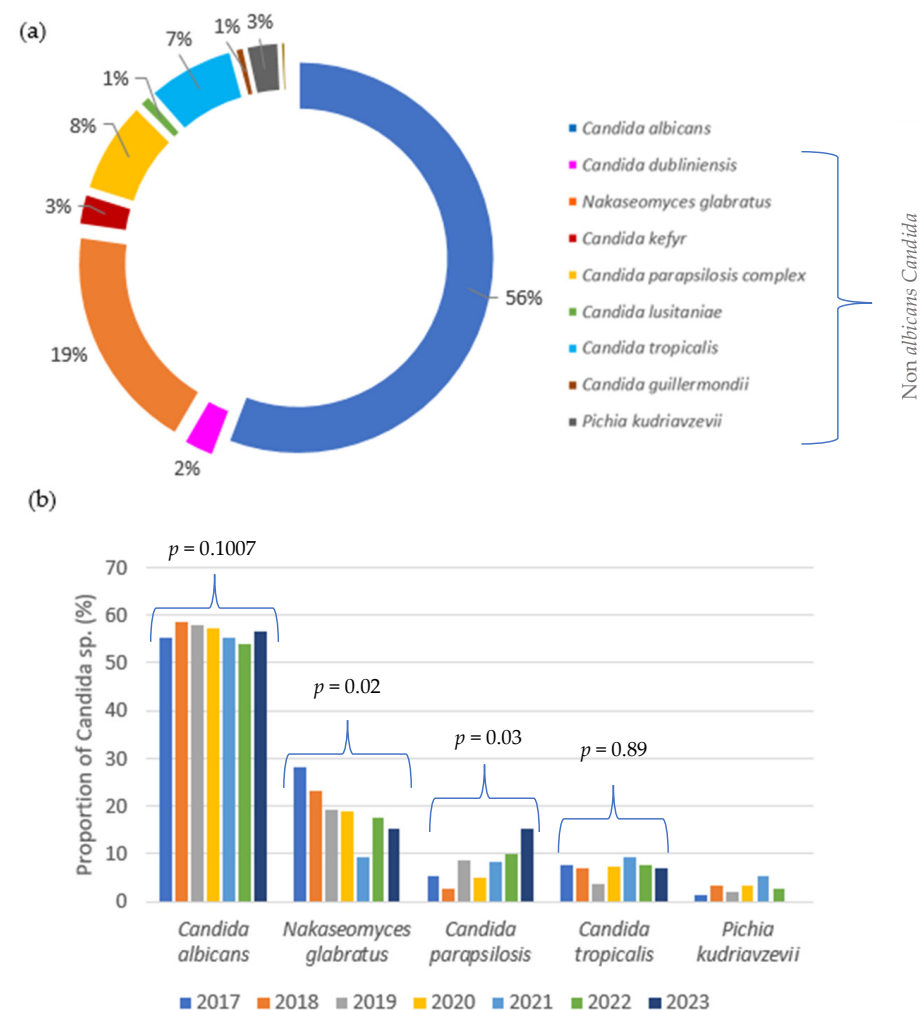 (a)
1%
3%
7%
1%
8%
3%
19%
2%
56%
Candida albicans
Candida dubliniensis
Nakaseomyces glabratus
Candida kefyr
Candida parapsilosis complex
Candida lusitaniae
Candida tropicalis
Candida guillermondii
Pichia kudriavzevii
Non albicans Candida
(b)
Proportion of Candida sp. (%)
70
60
50
40
30
20
10
0
p = 0.1007
p = 0.02
p = 0.03
p = 0.89
Candida
albicans
Nakaseomyces
glabratus
Candida
parapsilosis
Candida
tropicalis
Pichia
kudriavzevii
2017 2018 2019 2020 2021 2022 2023